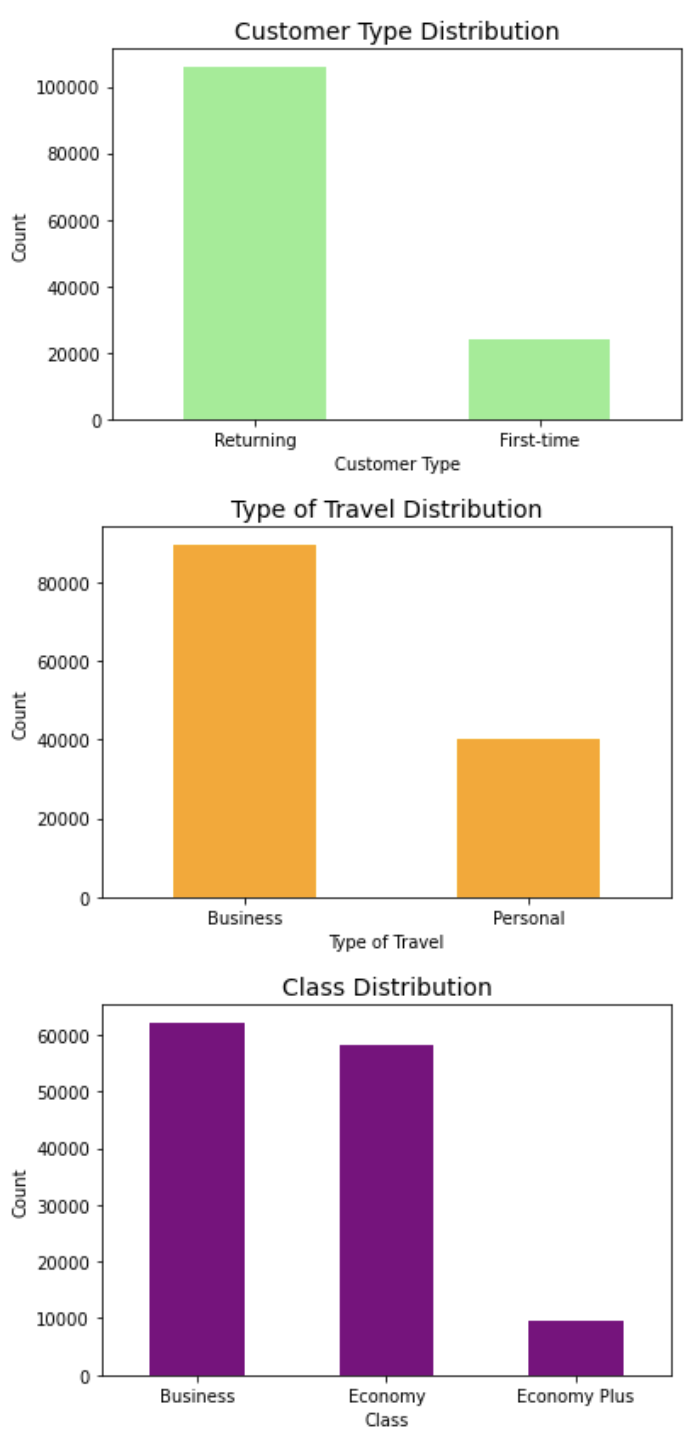 Customer Type Distribution
100000
80000
60000
40000
20000
0
Count
Returning First-time
Customer Type
Type of Travel Distribution
80000
60000
40000
20000
0
Count
Business Personal
Type of Travel
Class Distribution
60000
50000
40000
30000
20000
10000
0
Count
Business Economy Economy Plus
Class